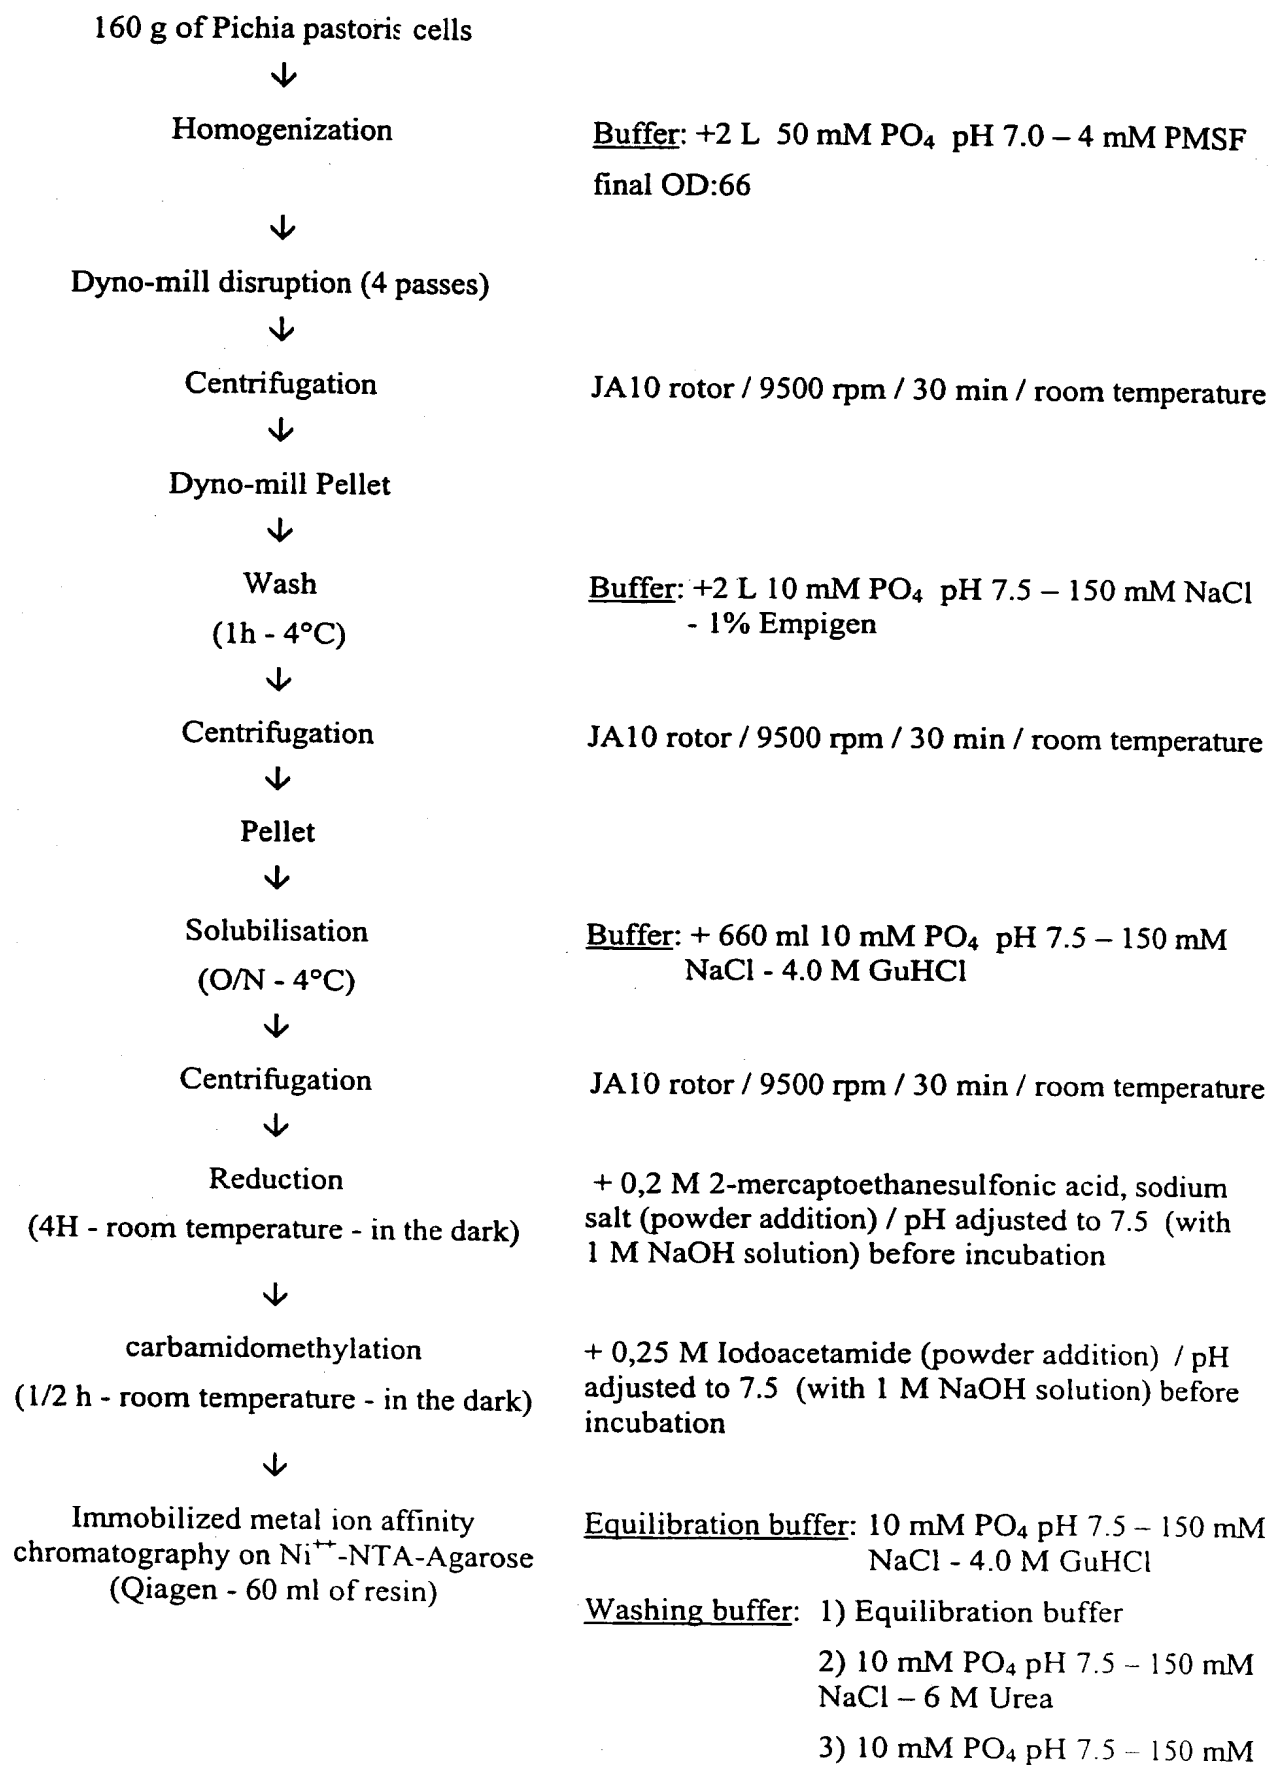 160 g of Pichia pastoris cells
↓
Homogenization
Buffer: +2 L 50 mM PO₄ pH 7.0 – 4 mM PMSF
final OD:66
↓
Dyno-mill disruption (4 passes)
↓
Centrifugation
JA10 rotor / 9500 rpm / 30 min / room temperature
↓
Dyno-mill Pellet
↓
Wash
(1h - 4°C)
Buffer: +2 L 10 mM PO₄ pH 7.5 – 150 mM NaCl
- 1% Empigen
↓
Centrifugation
JA10 rotor / 9500 rpm / 30 min / room temperature
↓
Pellet
↓
Solubilisation
(O/N - 4°C)
Buffer: + 660 ml 10 mM PO₄ pH 7.5 – 150 mM
NaCl - 4.0 M GuHCl
↓
Centrifugation
JA10 rotor / 9500 rpm / 30 min / room temperature
↓
Reduction
(4H - room temperature - in the dark)
+ 0,2 M 2-mercaptoethanesulfonic acid, sodium
salt (powder addition) / pH adjusted to 7.5 (with
1 M NaOH solution) before incubation
↓
carbamidomethylation
(1/2 h - room temperature - in the dark)
+ 0,25 M Iodoacetamide (powder addition) / pH
adjusted to 7.5 (with 1 M NaOH solution) before
incubation
↓
Immobilized metal ion affinity
chromatography on Ni⁺⁺-NTA-Agarose
(Qiagen - 60 ml of resin)
Equilibration buffer: 10 mM PO₄ pH 7.5 – 150 mM
NaCl - 4.0 M GuHCl
Washing buffer: 1) Equilibration buffer
2) 10 mM PO₄ pH 7.5 – 150 mM
NaCl – 6 M Urea
3) 10 mM PO₄ pH 7.5 – 150 mM